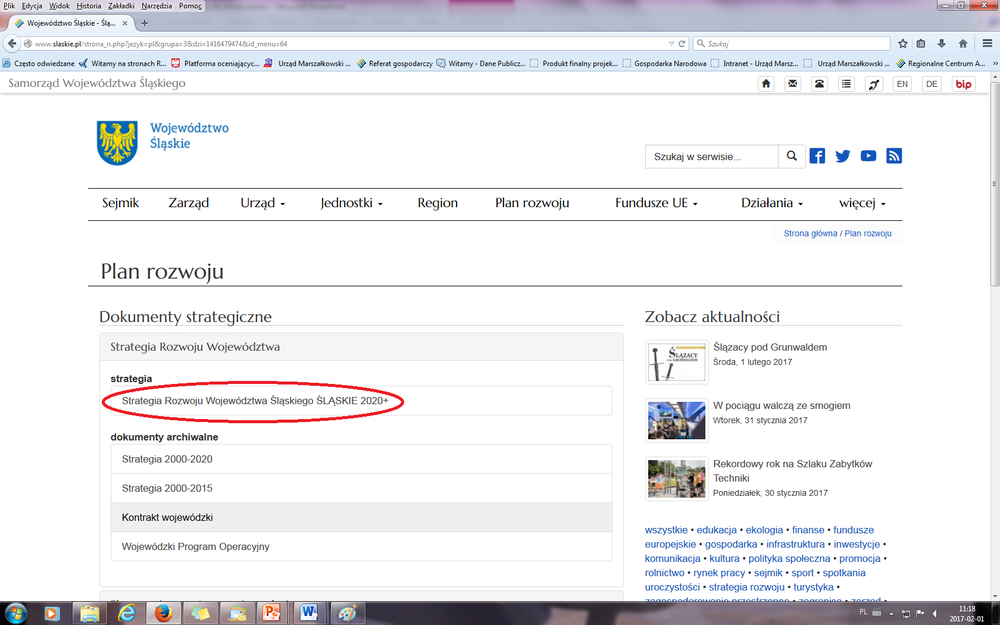 Plik Edycja Widok Historia Zakładki Narzędzia Pomoc
Województwo Śląskie -Ślą...
www.slaskie.pl/strona_n.php?jezyk=pl&grupa=3&dzi=1416479474&id_menu=64
Szukaj
Często odwiedzane Witamy na stronach R... Platforma oceniającyc... Urząd Marszałkowski ... Referat gospodarczy Witamy - Dane Publicz... Produkt finalny projek... Gospodarka Narodowa Intranet - Urząd Marsz... Urząd Marszałkowski ... Regionalne Centrum A... »
Samorząd Województwa Śląskiego
EN DE bip
Województwo
Śląskie
Szukaj w serwisie...
Sejmik Zarząd Urząd Jednostki Region Plan rozwoju Fundusze UE Działania więcej
Strona główna / Plan rozwoju
Plan rozwoju
Dokumenty strategiczne
Strategia Rozwoju Województwa
strategia
Strategia Rozwoju Województwa Śląskiego ŚLĄSKIE 2020+
dokumenty archiwalne
Strategia 2000-2020
Strategia 2000-2015
Kontrakt wojewódzki
Wojewódzki Program Operacyjny
Zobacz aktualności
ŚLĄZACY
POD GRUNWALDEM
Ślązacy pod Grunwaldem
Środa, 1 lutego 2017
W pociągu walczą ze smogiem
Wtorek, 31 stycznia 2017
Rekordowy rok na Szlaku Zabytków
Techniki
Poniedziałek, 30 stycznia 2017
wszystkie • edukacja • ekologia • finanse • fundusze
europejskie • gospodarka • infrastruktura • inwestycje •
komunikacja • kultura • polityka społeczna • promocja •
rolnictwo • rynek pracy • sejmik • sport • spotkania
uroczystości • strategia rozwoju • turystyka •
zagospodarowanie przestrzenne • zagranica • zarząd •
PL
11:18
2017-02-01